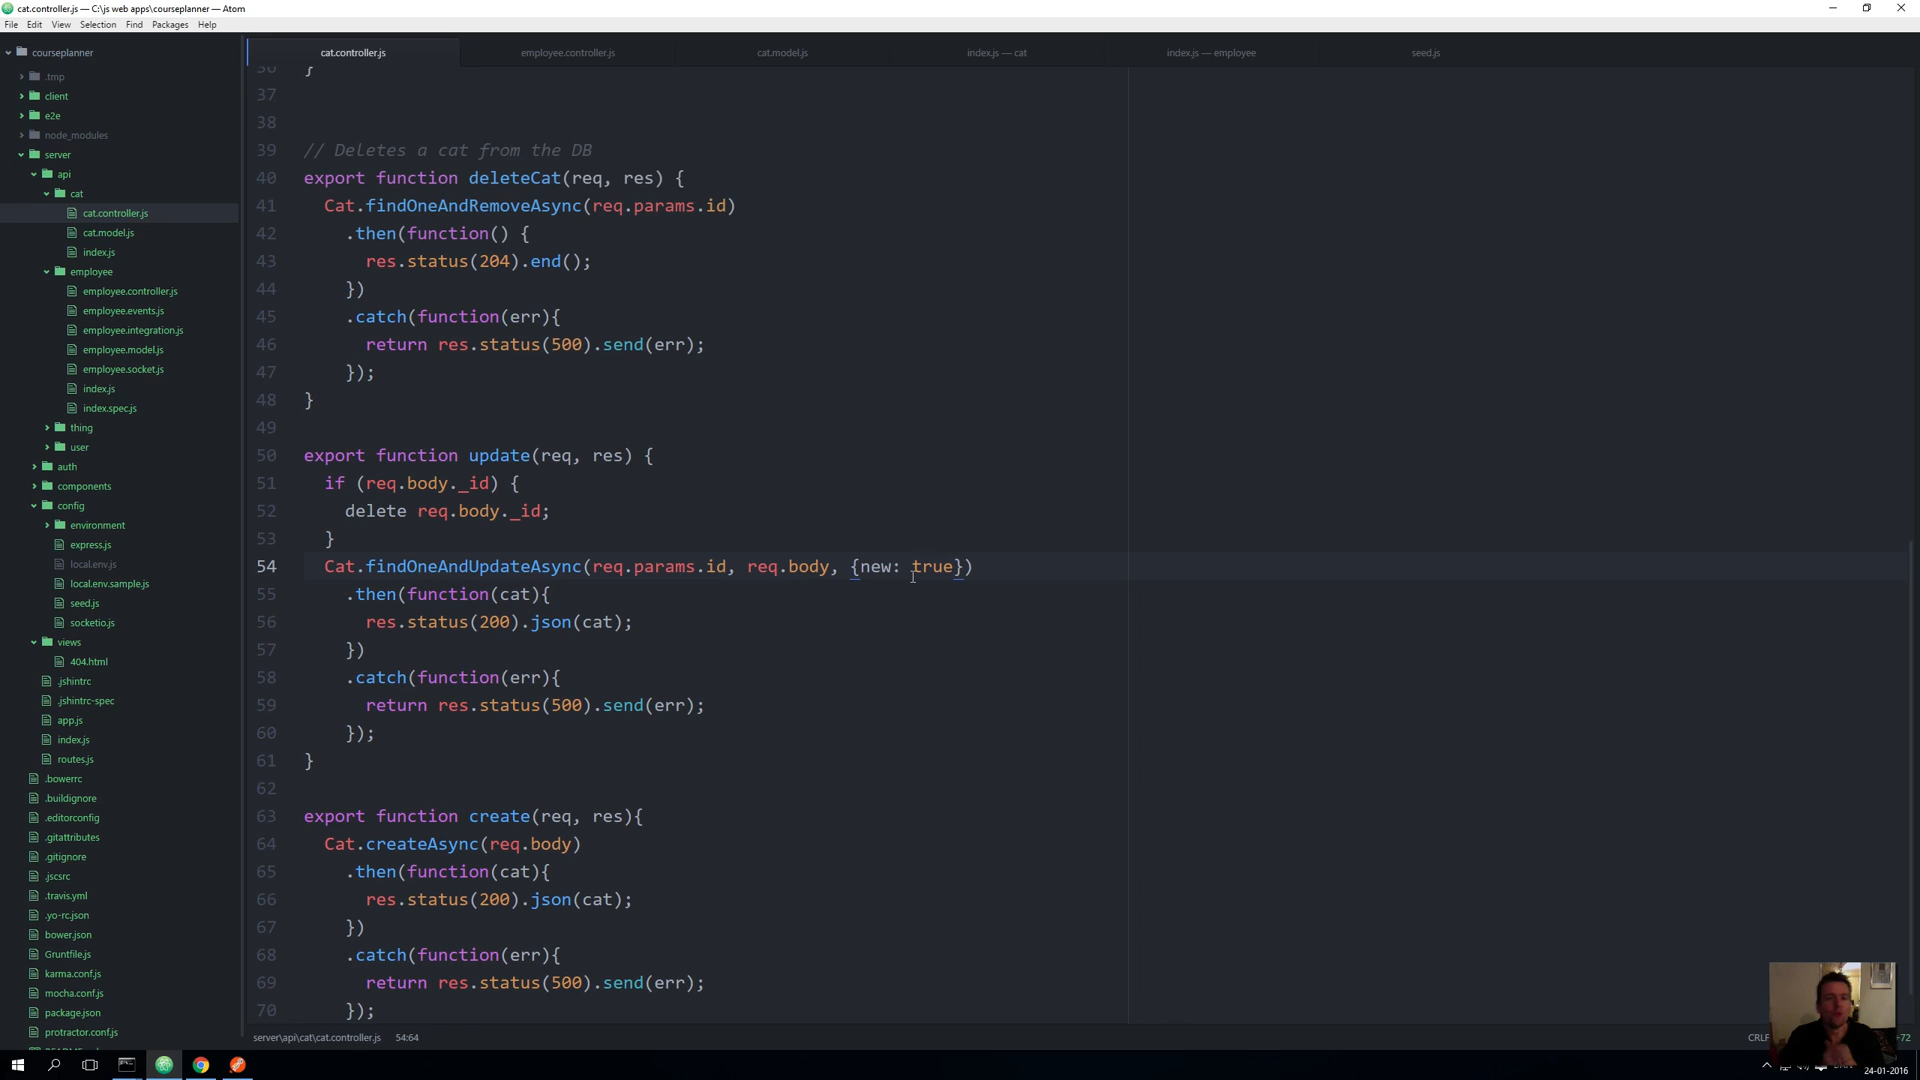 cat.controller.js — C:\js web apps\courseplanner — Atom
File Edit View Selection Find Packages Help
courseplanner
.tmp
client
e2e
node_modules
server
api
cat
cat.controller.js
cat.model.js
index.js
employee
employee.controller.js
employee.events.js
employee.integration.js
employee.model.js
employee.socket.js
index.js
index.spec.js
thing
user
auth
components
config
environment
express.js
local.env.js
local.env.sample.js
seed.js
socketio.js
views
404.html
.jshintrc
.jshintrc-spec
app.js
index.js
routes.js
.bowerrc
.buildignore
.editorconfig
.gitattributes
.gitignore
.jscsrc
.travis.yml
.yo-rc.json
bower.json
Gruntfile.js
karma.conf.js
mocha.conf.js
package.json
protractor.conf.js
cat.controller.js employee.controller.js cat.model.js index.js — cat index.js — employee seed.js
36 }
37
38
39 // Deletes a cat from the DB
40 export function deleteCat(req, res) {
41 Cat.findOneAndRemoveAsync(req.params.id)
42 .then(function() {
43 res.status(204).end();
44 })
45 .catch(function(err){
46 return res.status(500).send(err);
47 });
48 }
49
50 export function update(req, res) {
51 if (req.body._id) {
52 delete req.body._id;
53 }
54 Cat.findOneAndUpdateAsync(req.params.id, req.body, {new: true})
55 .then(function(cat){
56 res.status(200).json(cat);
57 })
58 .catch(function(err){
59 return res.status(500).send(err);
60 });
61 }
62
63 export function create(req, res){
64 Cat.createAsync(req.body)
65 .then(function(cat){
66 res.status(200).json(cat);
67 })
68 .catch(function(err){
69 return res.status(500).send(err);
70 });
server\api\cat\cat.controller.js 54:64 CRLF
24-01-2016